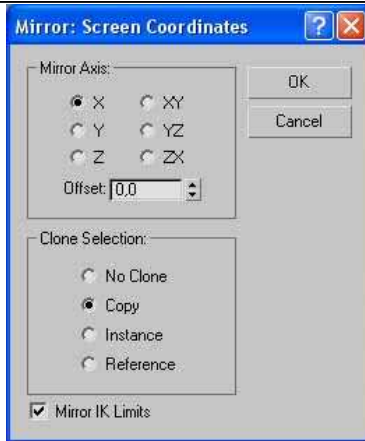 Mirror: Screen Coordinates
Mirror Axis:
X XY
Y YZ
Z ZX
Offset: 0,0
OK
Cancel
Clone Selection:
No Clone
Copy
Instance
Reference
Mirror IK Limits